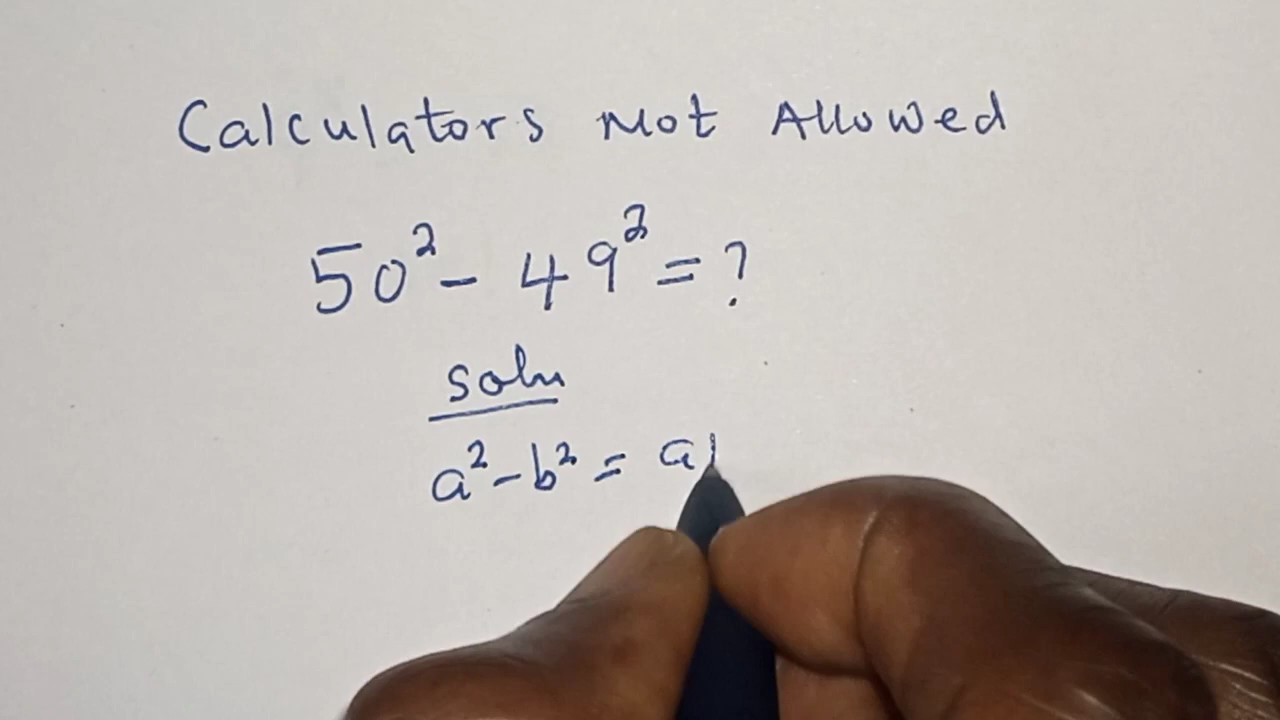 Calculators Not Allowed
50² - 49² = ?
soln
a² - b² = a